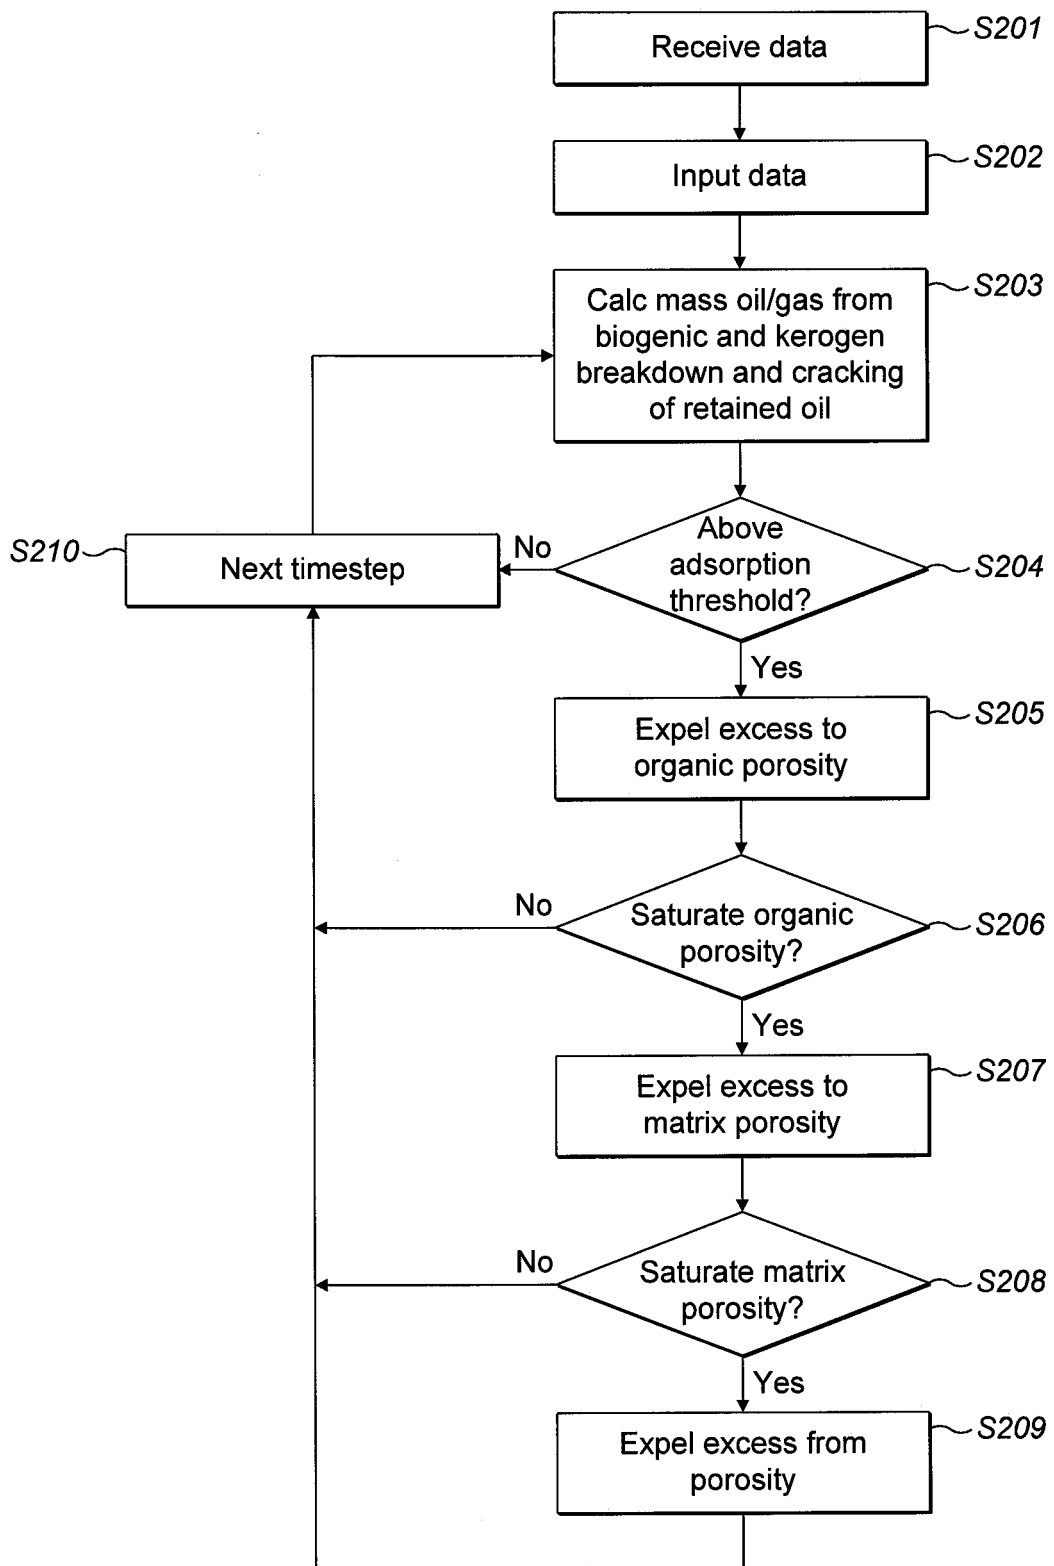 Receive data
S201
Input data
S202
Calc mass oil/gas from
biogenic and kerogen
breakdown and cracking
of retained oil
S203
S210
Next timestep
No
Above
adsorption
threshold?
S204
Yes
Expel excess to
organic porosity
S205
No
Saturate organic
porosity?
S206
Yes
Expel excess to
matrix porosity
S207
No
Saturate matrix
porosity?
S208
Yes
Expel excess from
porosity
S209